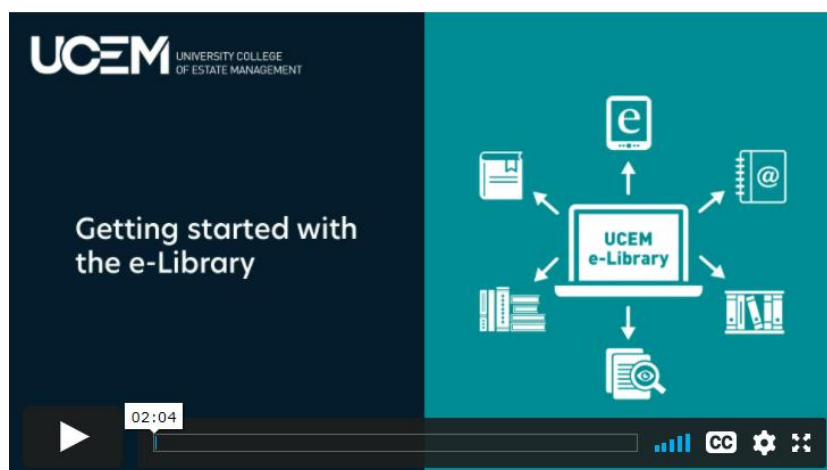 UCEM
UNIVERSITY COLLEGE
OF ESTATE MANAGEMENT
Getting started with
the e-Library
e
@
UCEM
e-Library
02:04
CC